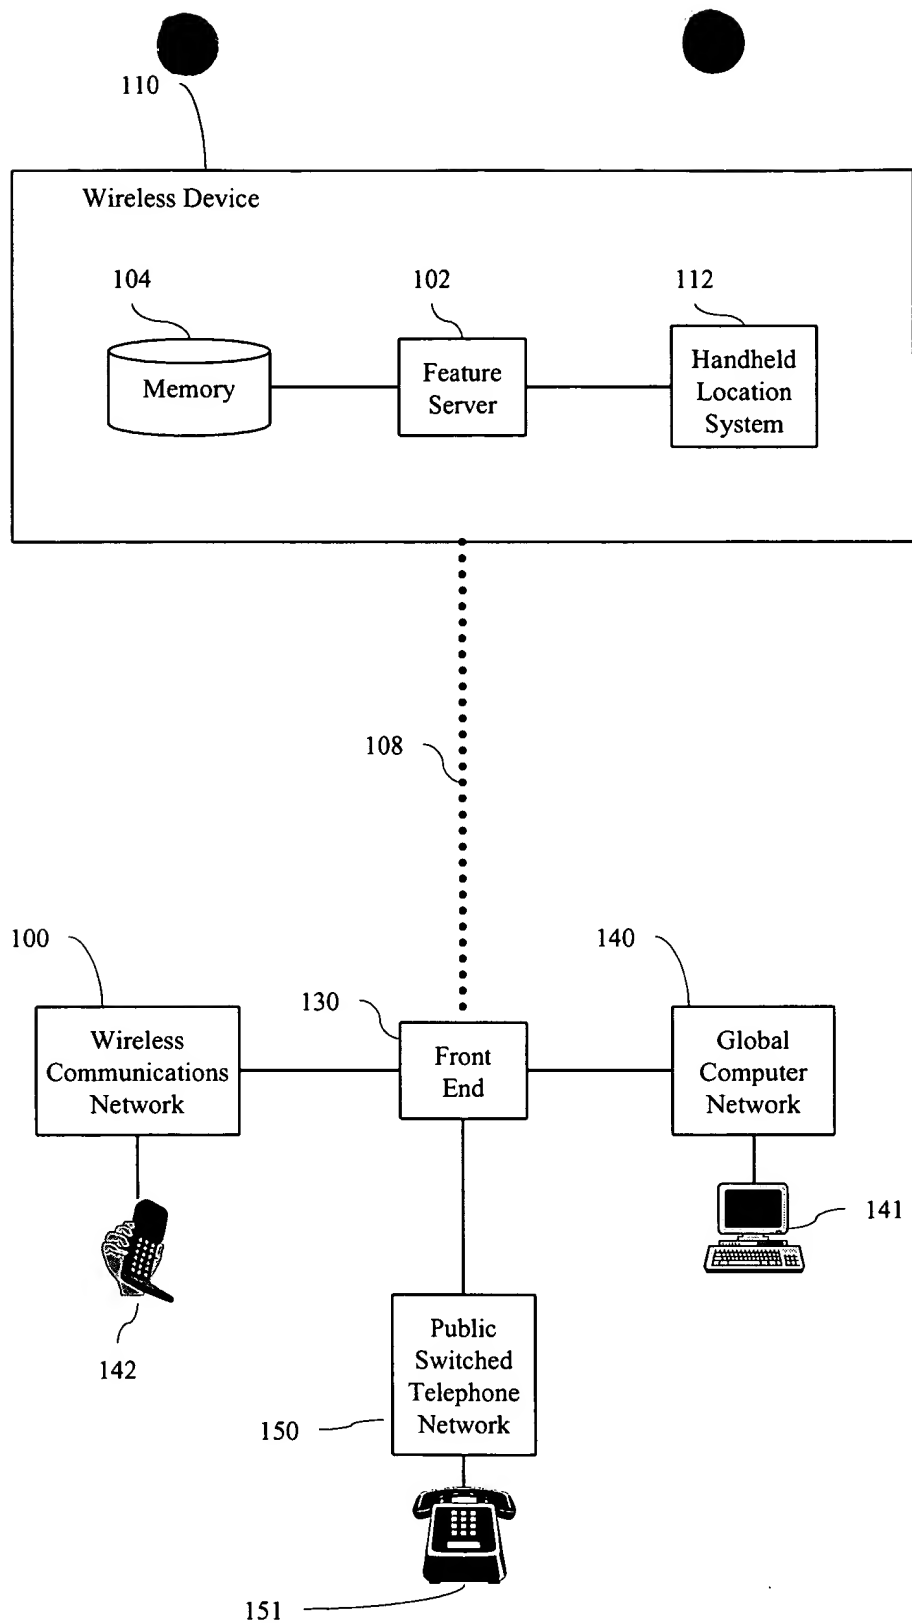 110
Wireless Device
104
102
112
Memory
Feature
Server
Handheld
Location
System
108
100
130
140
Wireless
Communications
Network
Front
End
Global
Computer
Network
141
142
Public
Switched
Telephone
Network
150
151